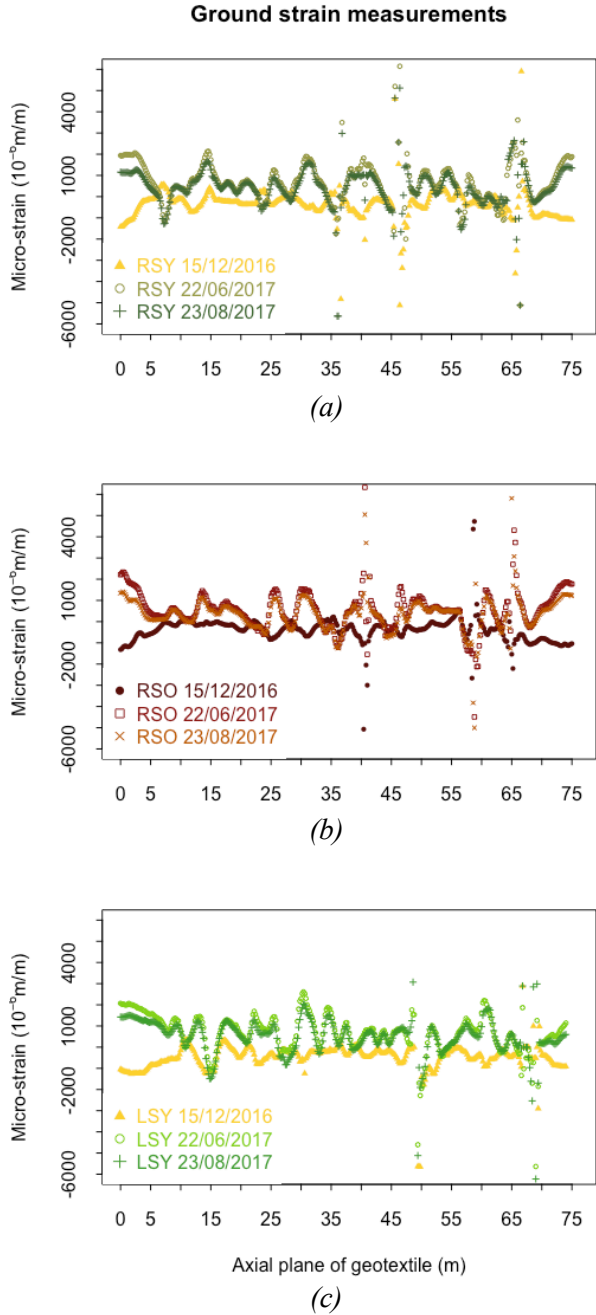 Ground strain measurements
Micro-strain (10⁻⁶m/m)
4000
1000
-2000
-6000
RSY 15/12/2016
RSY 22/06/2017
RSY 23/08/2017
0 5 15 25 35 45 55 65 75
(a)
Micro-strain (10⁻⁶m/m)
4000
1000
-2000
-6000
RSO 15/12/2016
RSO 22/06/2017
RSO 23/08/2017
0 5 15 25 35 45 55 65 75
(b)
Micro-strain (10⁻⁶m/m)
4000
1000
-2000
-6000
LSY 15/12/2016
LSY 22/06/2017
LSY 23/08/2017
0 5 15 25 35 45 55 65 75
Axial plane of geotextile (m)
(c)